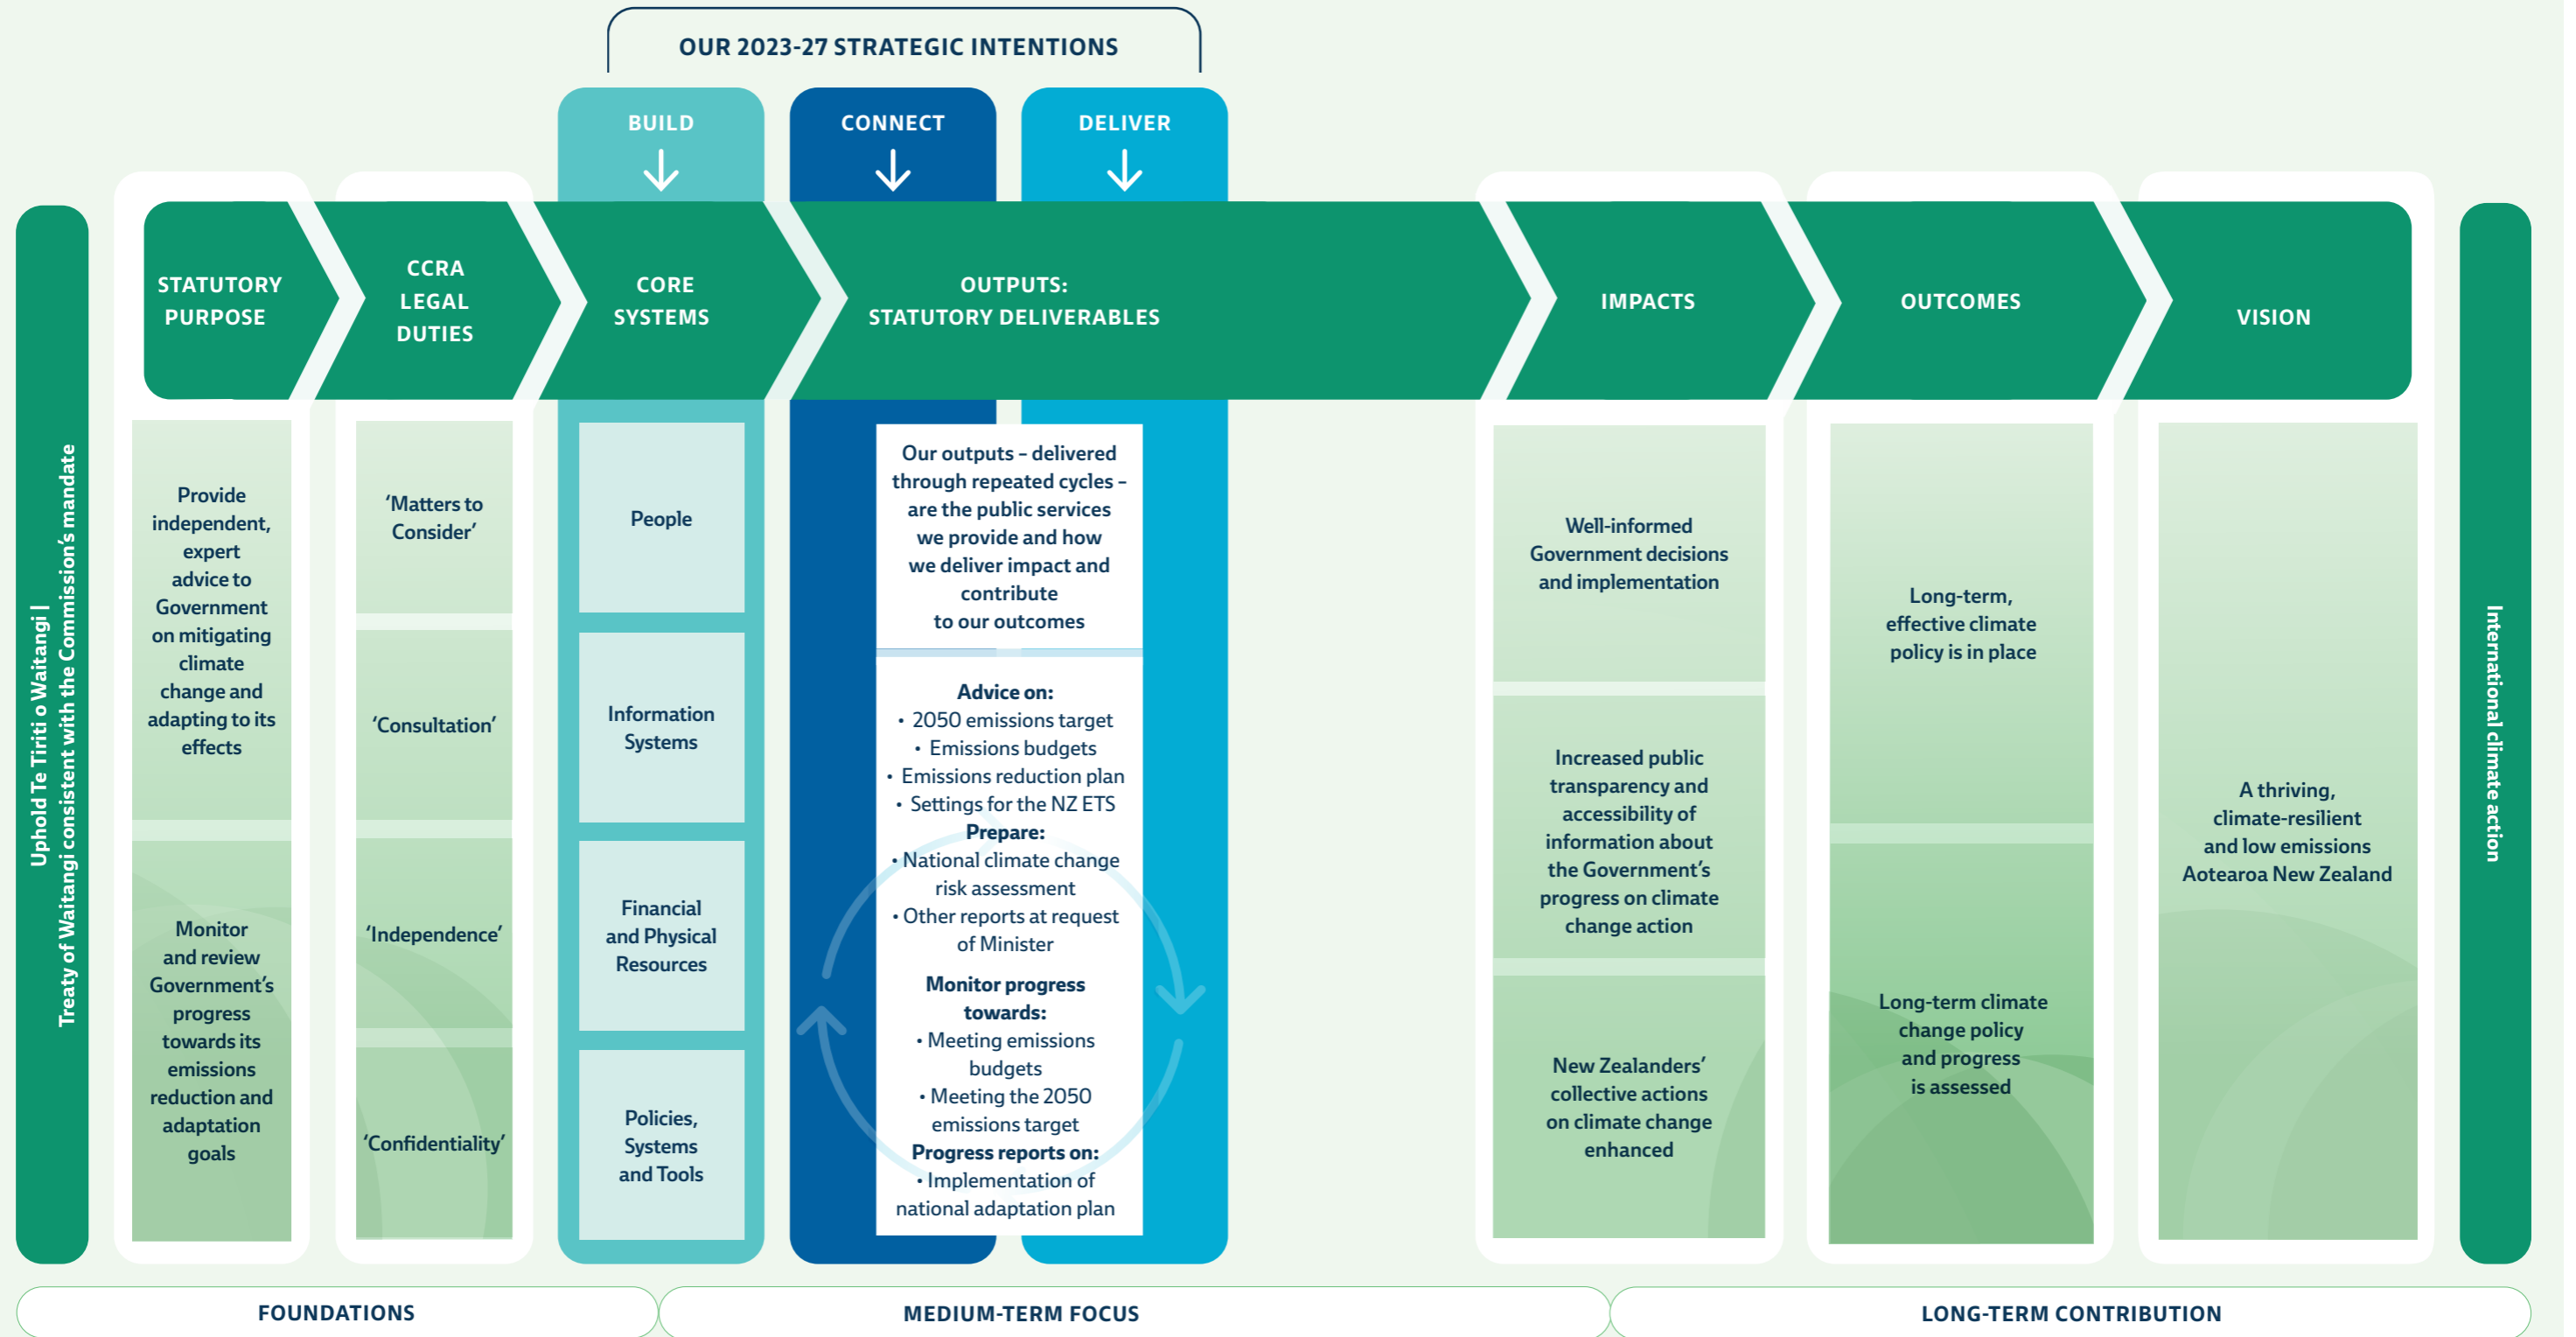 OUR 2023-27 STRATEGIC INTENTIONS
BUILD
CONNECT
DELIVER
Uphold Te Tiriti o Waitangi |
Treaty of Waitangi consistent with the Commission's mandate
STATUTORY
PURPOSE
CCRA
LEGAL
DUTIES
CORE
SYSTEMS
OUTPUTS:
STATUTORY DELIVERABLES
IMPACTS
OUTCOMES
VISION
Provide
independent,
expert
advice to
Government
on mitigating
climate
change and
adapting to its
effects
Monitor
and review
Government's
progress
towards its
emissions
reduction and
adaptation
goals
'Matters to
Consider'
'Consultation'
'Independence'
'Confidentiality'
People
Information
Systems
Financial
and Physical
Resources
Policies,
Systems
and Tools
Our outputs – delivered
through repeated cycles –
are the public services
we provide and how
we deliver impact and
contribute
to our outcomes
Advice on:
• 2050 emissions target
• Emissions budgets
• Emissions reduction plan
• Settings for the NZ ETS
Prepare:
• National climate change
risk assessment
• Other reports at request
of Minister
Monitor progress
towards:
• Meeting emissions
budgets
• Meeting the 2050
emissions target
Progress reports on:
• Implementation of
national adaptation plan
Well-informed
Government decisions
and implementation
Increased public
transparency and
accessibility of
information about
the Government's
progress on climate
change action
New Zealanders'
collective actions
on climate change
enhanced
Long-term,
effective climate
policy is in place
Long-term climate
change policy
and progress
is assessed
A thriving,
climate-resilient
and low emissions
Aotearoa New Zealand
International climate action
FOUNDATIONS
MEDIUM-TERM FOCUS
LONG-TERM CONTRIBUTION